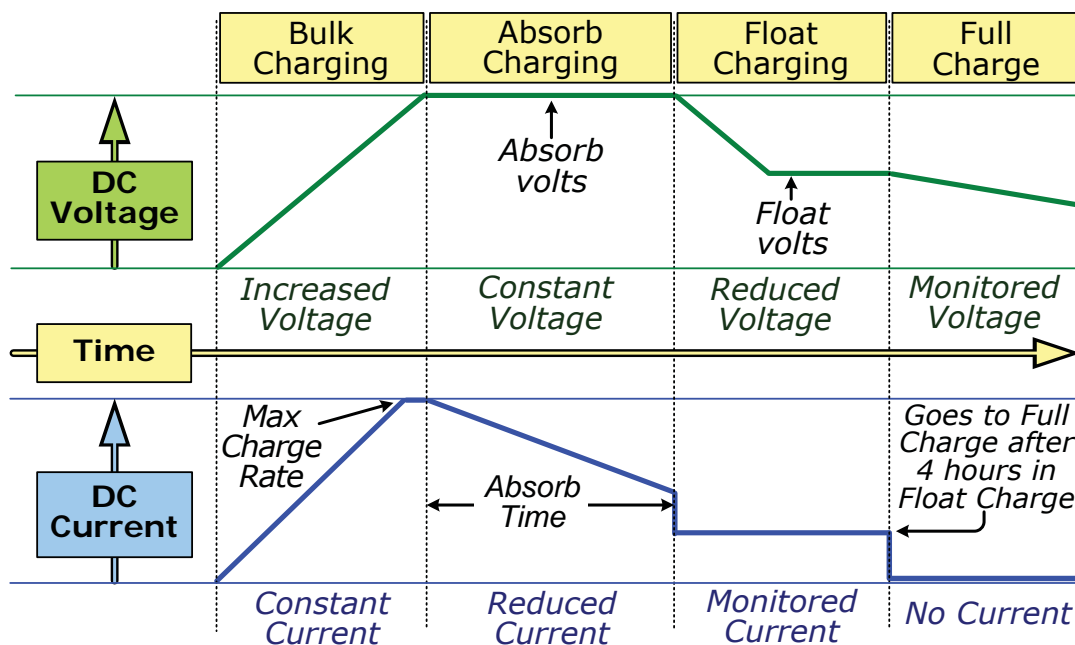 Bulk
Charging
Absorb
Charging
Float
Charging
Full
Charge
DC
Voltage
Absorb
volts
Float
volts
Increased
Voltage
Constant
Voltage
Reduced
Voltage
Monitored
Voltage
Time
DC
Current
Max
Charge
Rate
Absorb
Time
Goes to Full
Charge after
4 hours in
Float Charge
Constant
Current
Reduced
Current
Monitored
Current
No Current